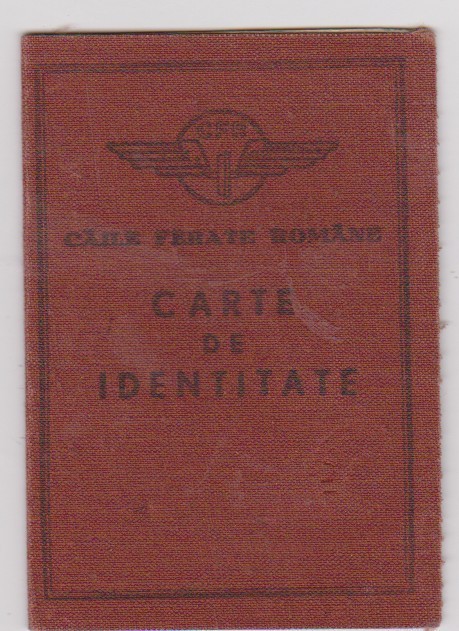 CFR
CĂILE FERATE ROMÂNE
CARTE
DE
IDENTITATE